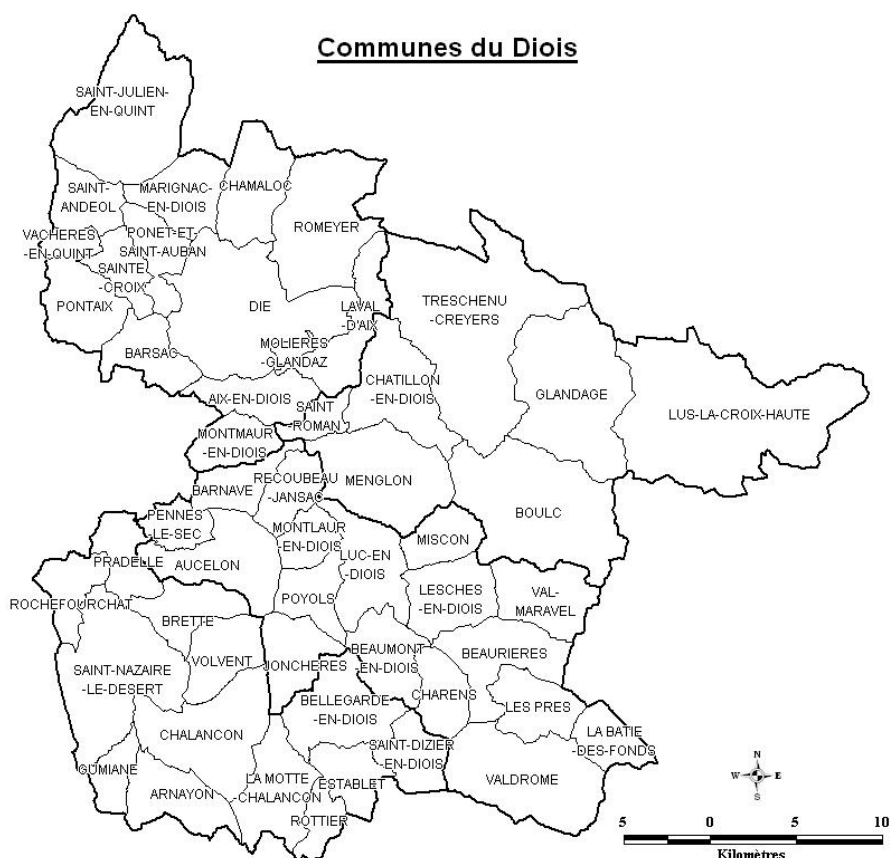 Communes du Diois
SAINT-JULIEN-
EN-QUINT
SAINT-
ANDEOL
MARIGNAC-
EN-DIOIS
CHAMALOC
ROMEYER
VACHERES
-EN-QUINT
PONET-ET-
SAINT-AUBAN
SAINTE
-CROIX
PONTAIX
DIE
LAVAL
-D'AIX
TRESCHENU
-CREYERS
BARSAC
MOLIERES
-GLANDAZ
CHATILLON
-EN-DIOIS
GLANDAGE
LUS-LA-CROIX-HAUTE
AIX-EN-DIOIS
SAINT
ROMAN
MONTMAUR
-EN-DIOIS
BARNAVE
RECOUBEAU
-JANSAC
MENGLON
BOULC
PENNES
-LE-SEC
MONTLAUR
-EN-DIOIS
MISCON
AUCELON
LUC-EN
-DIOIS
PRADELLE
ROCHEFOURCHAT
POYOLS
LESCHES
-EN-DIOIS
VAL-
MARAVEL
BRETTE
VOLVENT
JONCHERES
BEAUMONT
-EN-DIOIS
BEAURIERES
SAINT-NAZAIRE
-LE-DESERT
BELLEGARDE
-EN-DIOIS
CHARENS
LES PRES
CHALANCON
SAINT-DIZIER
-EN-DIOIS
LA BATIE
-DES-FONDS
GUMIANE
ARNAYON
LA MOTTE
-CHALANCON
ESTABLET
VALDROME
ROTTIER
N
W
E
S
5
0
5
10
Kilomètres